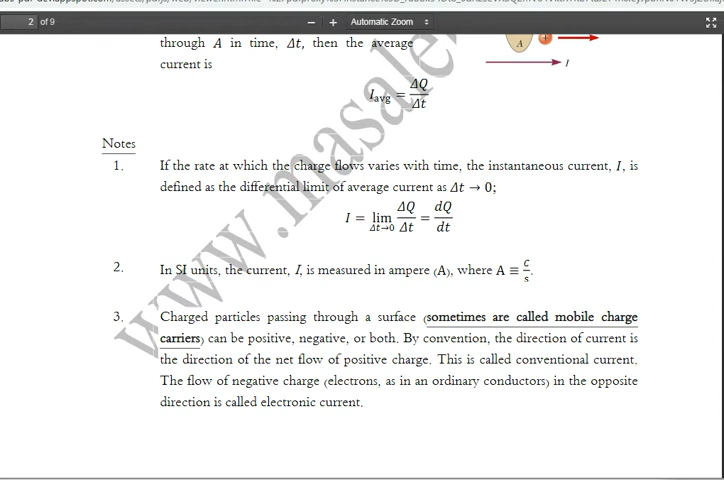 2 of 9
Automatic Zoom
through A in time, Δt, then the average
A
+
current is
I
I_avg = ΔQ/Δt
Notes
1. If the rate at which the charge flows varies with time, the instantaneous current, I, is
defined as the differential limit of average current as Δt → 0;
I = lim_{Δt→0} ΔQ/Δt = dQ/dt
2. In SI units, the current, I, is measured in ampere (A), where A ≡ C/s.
3. Charged particles passing through a surface (sometimes are called mobile charge
carriers) can be positive, negative, or both. By convention, the direction of current is
the direction of the net flow of positive charge. This is called conventional current.
The flow of negative charge (electrons, as in an ordinary conductors) in the opposite
direction is called electronic current.